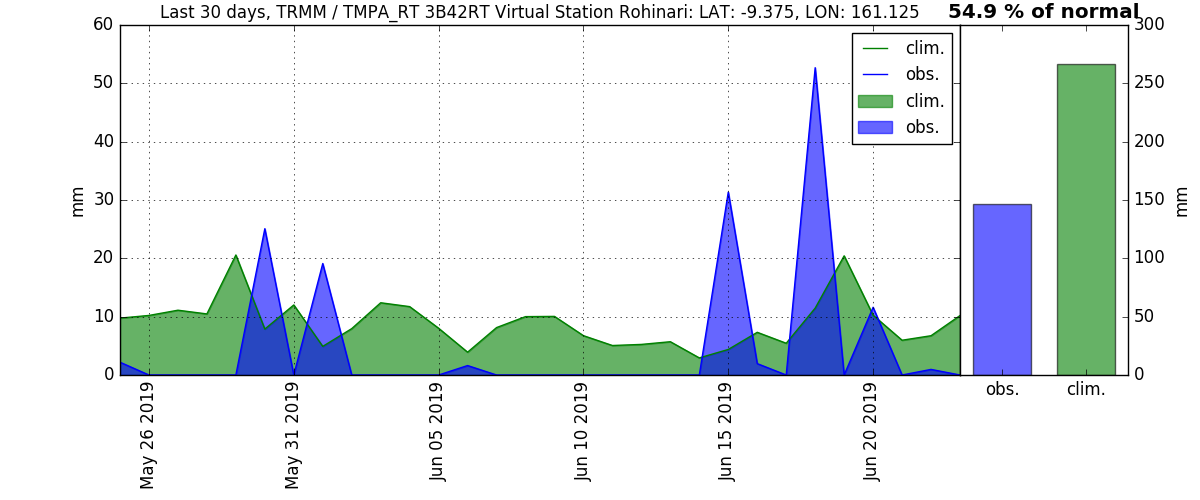 Last 30 days, TRMM / TMPA_RT 3B42RT Virtual Station Rohinari: LAT: -9.375, LON: 161.125
54.9 % of normal
60
50
40
30
20
10
0
mm
May 26 2019
May 31 2019
Jun 05 2019
Jun 10 2019
Jun 15 2019
Jun 20 2019
clim.
obs.
clim.
obs.
300
250
200
150
100
50
0
mm
obs.
clim.